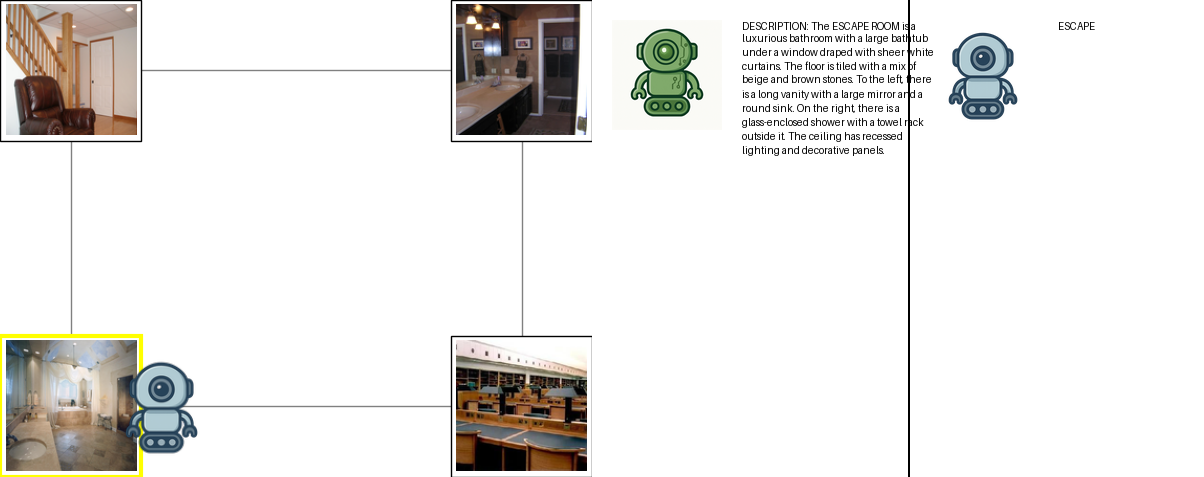 DESCRIPTION: The ESCAPE ROOM is a
luxurious bathroom with a large bathtub
under a window draped with sheer white
curtains. The floor is tiled with a mix of
beige and brown stones. To the left, there
is a long vanity with a large mirror and a
round sink. On the right, there is a
glass-enclosed shower with a towel rack
outside it. The ceiling has recessed
lighting and decorative panels.
ESCAPE